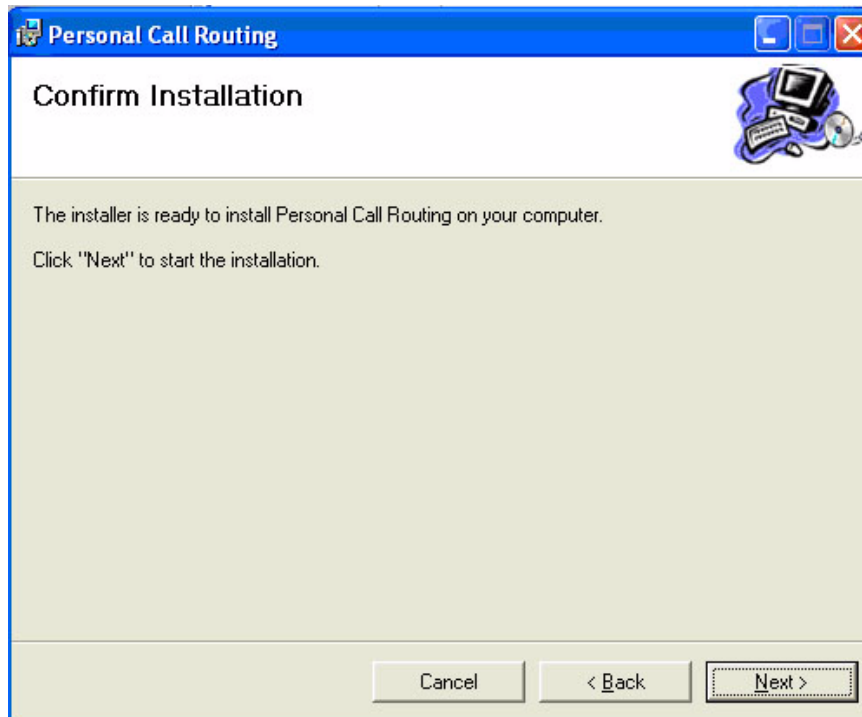 Personal Call Routing
Confirm Installation
The installer is ready to install Personal Call Routing on your computer.
Click "Next" to start the installation.
Cancel
< Back
Next >